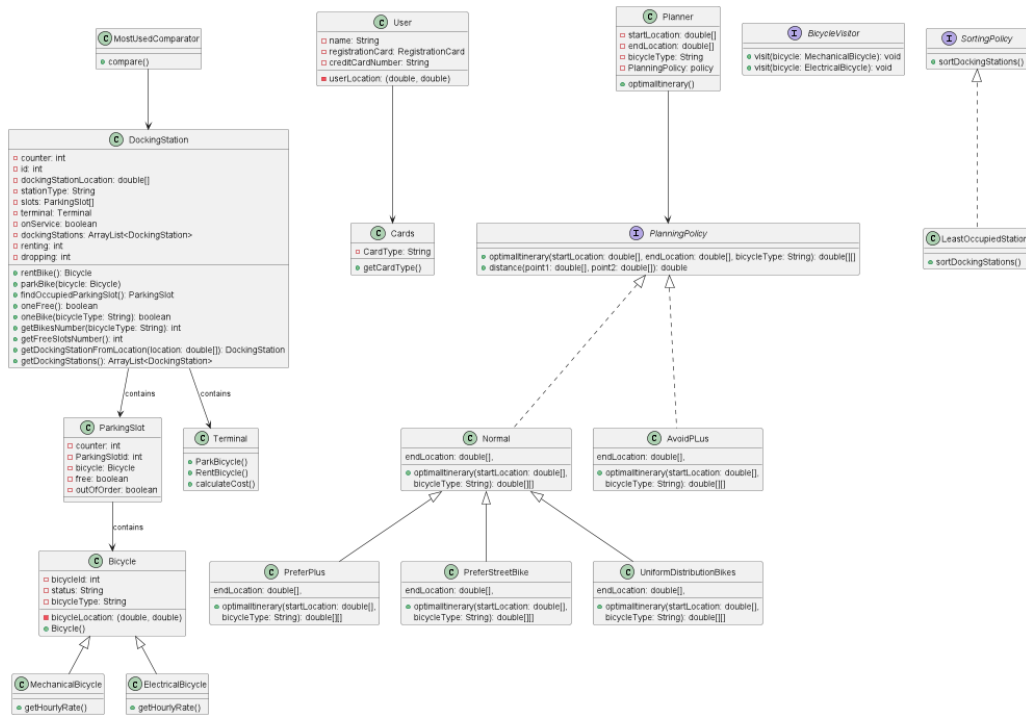 MostUsedComparator
compare()
User
name: String
registrationCard: RegistrationCard
creditCardNumber: String
userLocation: (double, double)
Planner
startLocation: double[]
endLocation: double[]
bicycleType: String
PlanningPolicy: policy
optimalItinerary()
BicycleVisitor
visit(bicycle: MechanicalBicycle): void
visit(bicycle: ElectricalBicycle): void
SortingPolicy
sortDockingStations()
DockingStation
counter: int
id: int
dockingStationLocation: double[]
stationType: String
slots: ParkingSlot[]
terminal: Terminal
onService: boolean
dockingStations: ArrayList<DockingStation>
renting: int
dropping: int
rentBike(): Bicycle
parkBike(bicycle: Bicycle)
findOccupiedParkingSlot(): ParkingSlot
oneFree(): boolean
oneBike(bicycleType: String): boolean
getBikesNumber(bicycleType: String): int
getFreeSlotsNumber(): int
getDockingStationFromLocation(location: double[]): DockingStation
getDockingStations(): ArrayList<DockingStation>
Cards
CardType: String
getCardType()
PlanningPolicy
optimalItinerary(startLocation: double[], endLocation: double[], bicycleType: String): double[][]
distance(point1: double[], point2: double[]): double
LeastOccupiedStation
sortDockingStations()
contains
contains
ParkingSlot
counter: int
ParkingSlotId: int
bicycle: Bicycle
free: boolean
outOfOrder: boolean
Terminal
ParkBicycle()
RentBicycle()
calculateCost()
Normal
endLocation: double[],
optimalItinerary(startLocation: double[],
bicycleType: String): double[][]
AvoidPLus
endLocation: double[],
optimalItinerary(startLocation: double[],
bicycleType: String): double[][]
contains
Bicycle
bicycleId: int
status: String
bicycleType: String
bicycleLocation: (double, double)
Bicycle()
PreferPlus
endLocation: double[],
optimalItinerary(startLocation: double[],
bicycleType: String): double[][]
PreferStreetBike
endLocation: double[],
optimalItinerary(startLocation: double[],
bicycleType: String): double[][]
UniformDistributionBikes
endLocation: double[],
optimalItinerary(startLocation: double[],
bicycleType: String): double[][]
MechanicalBicycle
getHourlyRate()
ElectricalBicycle
getHourlyRate()